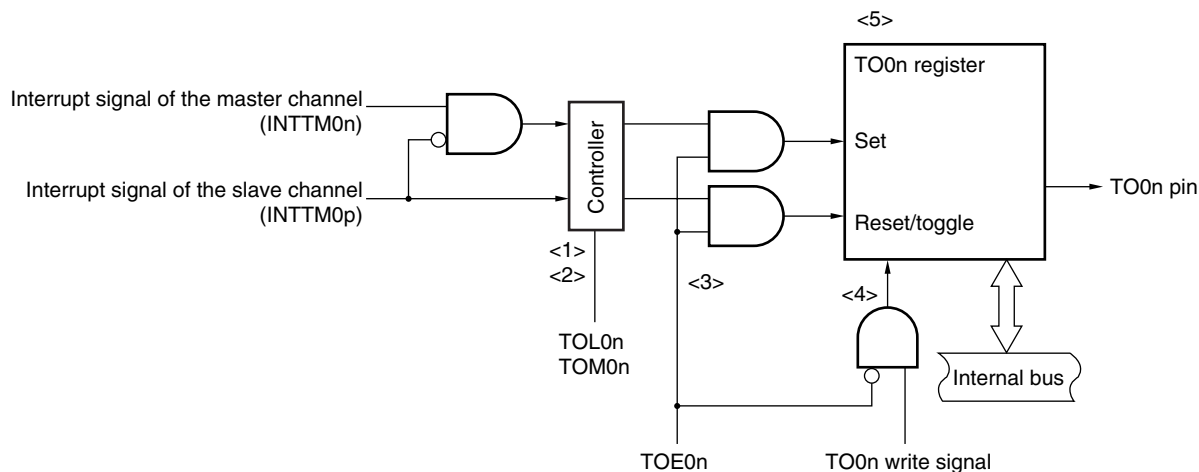 <5>
TO0n register
Interrupt signal of the master channel
(INTTM0n)
Set
Controller
Interrupt signal of the slave channel
(INTTM0p)
TO0n pin
Reset/toggle
<1>
<2>
<3>
<4>
TOL0n
TOM0n
Internal bus
TOE0n
TO0n write signal